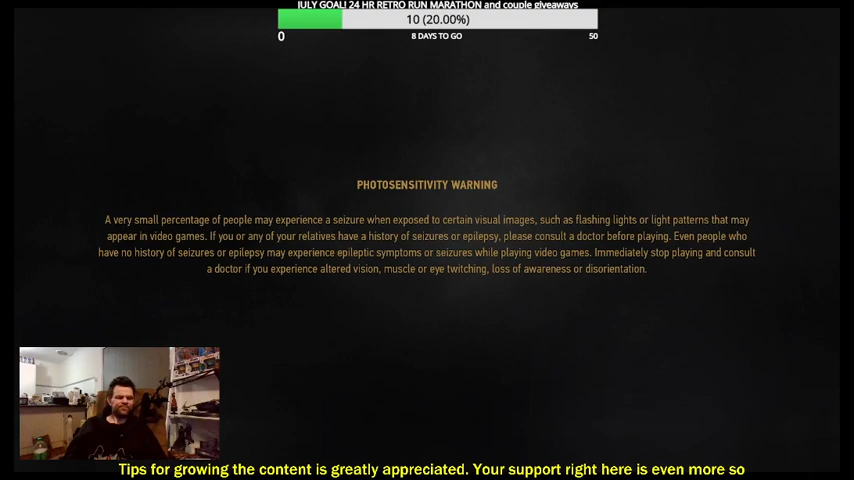 JULY GOAL! 24 HR RETRO RUN MARATHON and couple giveaways
10 (20.00%)
0 8 DAYS TO GO 50
PHOTOSENSITIVITY WARNING
A very small percentage of people may experience a seizure when exposed to certain visual images, such as flashing lights or light patterns that may
appear in video games. If you or any of your relatives have a history of seizures or epilepsy, please consult a doctor before playing. Even people who
have no history of seizures or epilepsy may experience epileptic symptoms or seizures while playing video games. Immediately stop playing and consult
a doctor if you experience altered vision, muscle or eye twitching, loss of awareness or disorientation.
Tips for growing the content is greatly appreciated. Your support right here is even more so